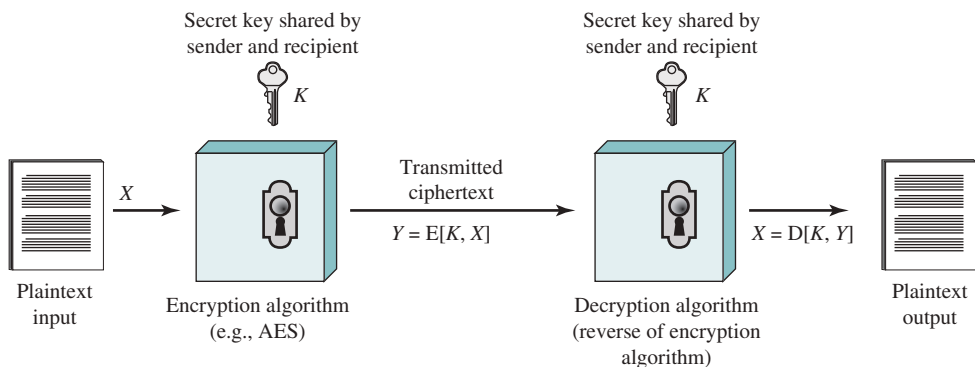 Secret key shared by
sender and recipient
K
Secret key shared by
sender and recipient
K
X
Transmitted
ciphertext
Y = E[K, X]
X = D[K, Y]
Plaintext
input
Encryption algorithm
(e.g., AES)
Decryption algorithm
(reverse of encryption
algorithm)
Plaintext
output